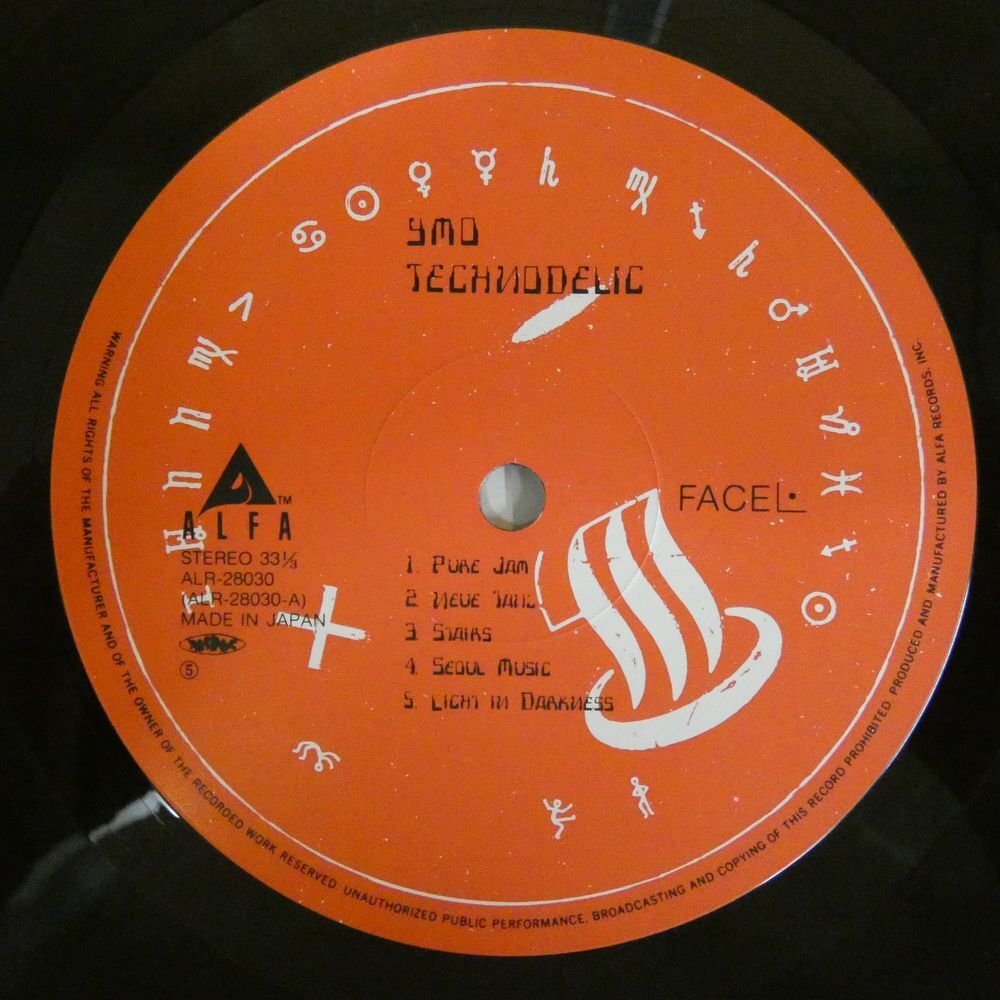 YMO
TECHNODELIC
FACE L.
TM
ALFA
STEREO 33⅓
ALR-28030
(ALR-28030-A)
MADE IN JAPAN
5
1. PURE JAM
2. NEUE TANZ
3. STAIRS
4. SEOUL MUSIC
5. LIGHT IN DARKNESS
WARNING ALL RIGHTS OF THE MANUFACTURER AND OF THE OWNER OF THE RECORDED WORK RESERVED. UNAUTHORIZED PUBLIC PERFORMANCE. BROADCASTING AND COPYING OF THIS RECORD PROHIBITED. PRODUCED AND MANUFACTURED BY ALFA RECORDS, INC.